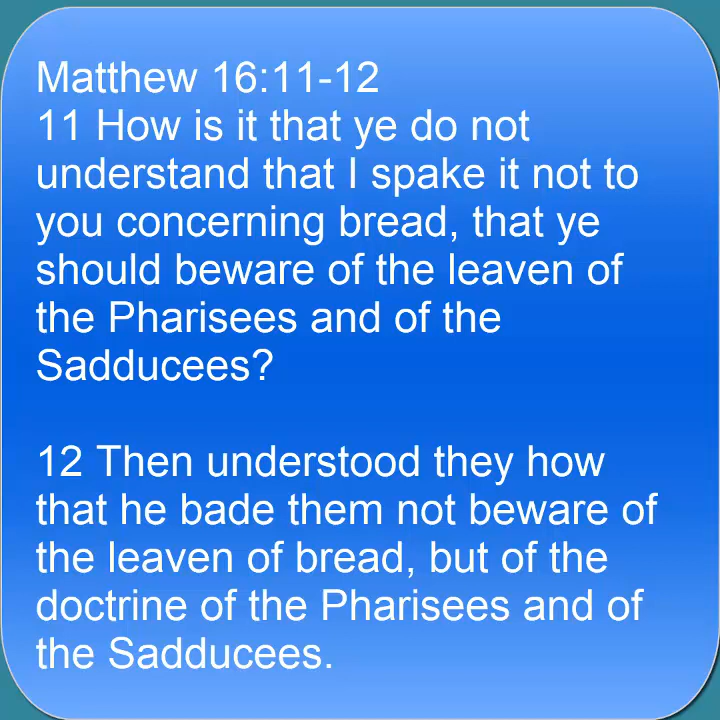 Matthew 16:11-12
11 How is it that ye do not
understand that I spake it not to
you concerning bread, that ye
should beware of the leaven of
the Pharisees and of the
Sadducees?
12 Then understood they how
that he bade them not beware of
the leaven of bread, but of the
doctrine of the Pharisees and of
the Sadducees.